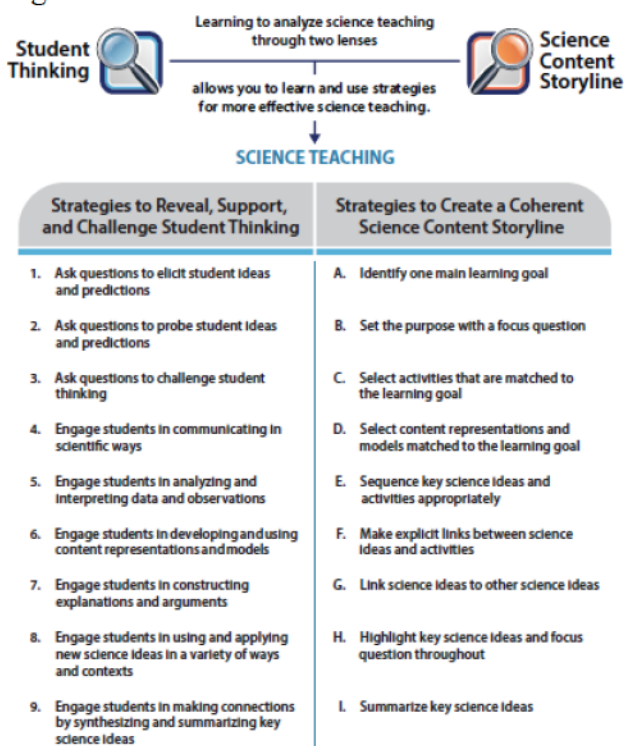 Student
Thinking
Learning to analyze science teaching
through two lenses
Science
Content
Storyline
allows you to learn and use strategies
for more effective science teaching.
SCIENCE TEACHING
Strategies to Reveal, Support,
and Challenge Student Thinking
1. Ask questions to elicit student ideas
and predictions
2. Ask questions to probe student ideas
and predictions
3. Ask questions to challenge student
thinking
4. Engage students in communicating in
scientific ways
5. Engage students in analyzing and
interpreting data and observations
6. Engage students in developing and using
content representations and models
7. Engage students in constructing
explanations and arguments
8. Engage students in using and applying
new science ideas in a variety of ways
and contexts
9. Engage students in making connections
by synthesizing and summarizing key
science ideas
Strategies to Create a Coherent
Science Content Storyline
A. Identify one main learning goal
B. Set the purpose with a focus question
C. Select activities that are matched to
the learning goal
D. Select content representations and
models matched to the learning goal
E. Sequence key science ideas and
activities appropriately
F. Make explicit links between science
ideas and activities
G. Link science ideas to other science ideas
H. Highlight key science ideas and focus
question throughout
I. Summarize key science ideas